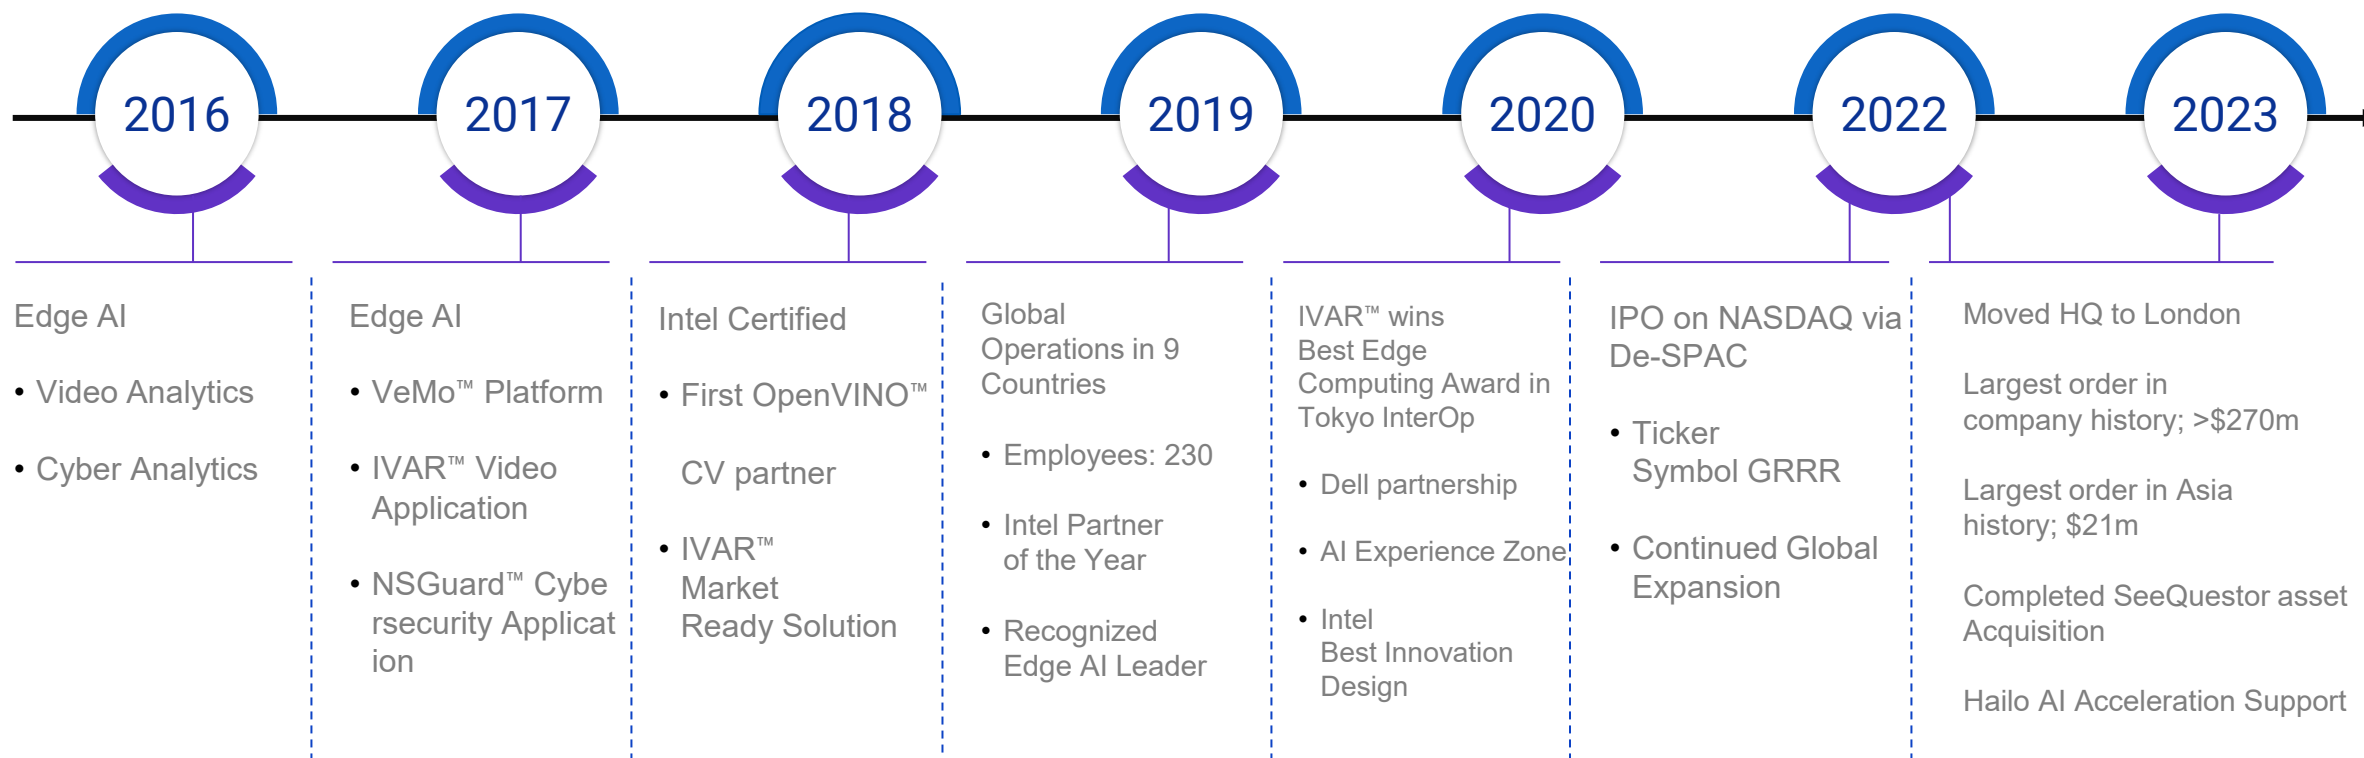 2016
2017
2018
2019
2020
2022
2023
Edge AI
• Video Analytics
• Cyber Analytics
Edge AI
• VeMo™ Platform
• IVAR™ Video
Application
• NSGuard™ Cybe
rsecurity Applicat
ion
Intel Certified
• First OpenVINO™
CV partner
• IVAR™
Market
Ready Solution
Global
Operations in 9
Countries
• Employees: 230
• Intel Partner
of the Year
• Recognized
Edge AI Leader
IVAR™ wins
Best Edge
Computing Award in
Tokyo InterOp
• Dell partnership
• AI Experience Zone
• Intel
Best Innovation
Design
IPO on NASDAQ via
De-SPAC
• Ticker
Symbol GRRR
• Continued Global
Expansion
Moved HQ to London
Largest order in
company history; >$270m
Largest order in Asia
history; $21m
Completed SeeQuestor asset
Acquisition
Hailo AI Acceleration Support